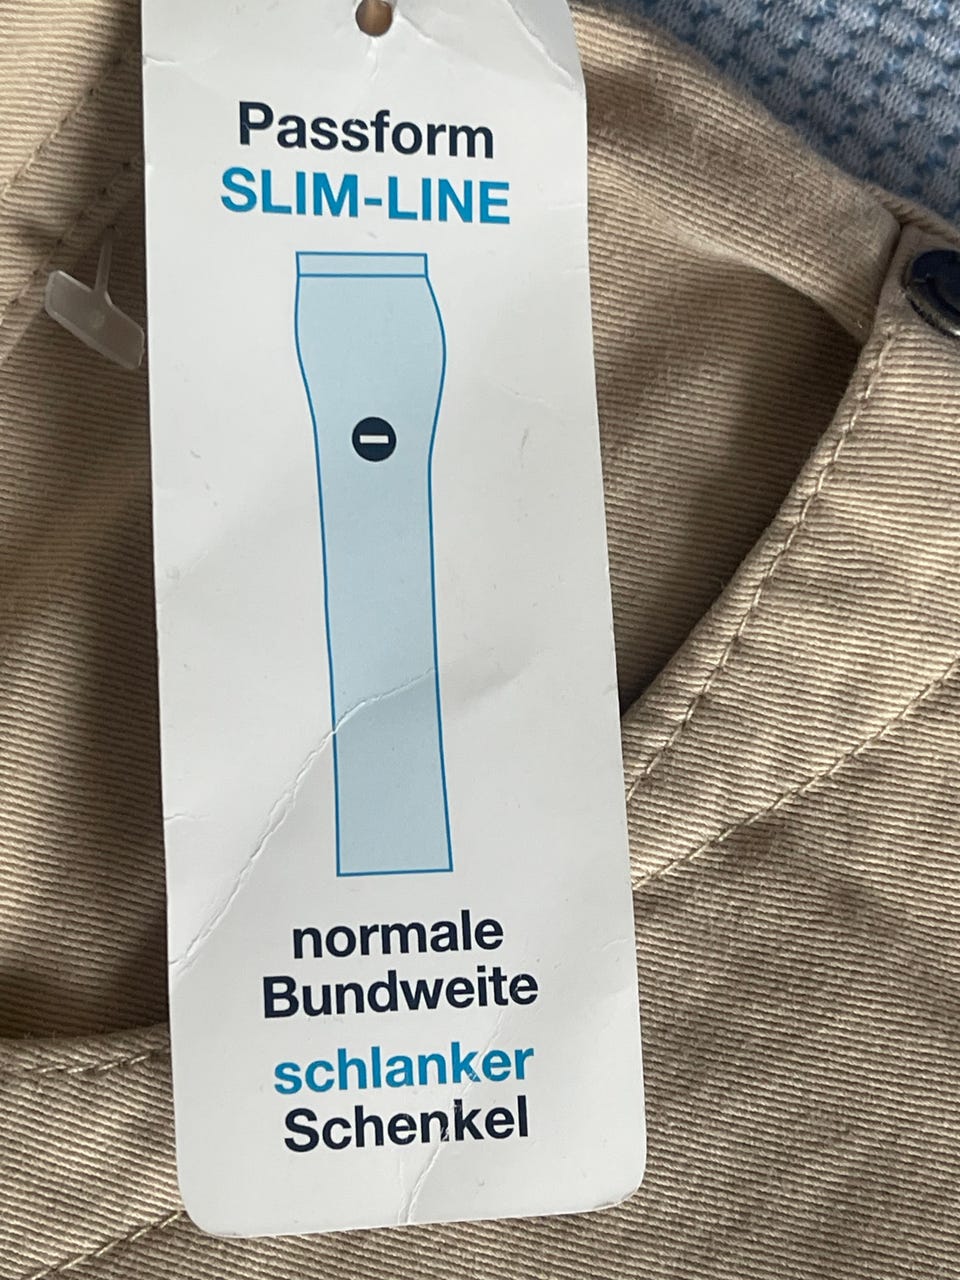 Passform
SLIM-LINE
normale
Bundweite
schlanker
Schenkel